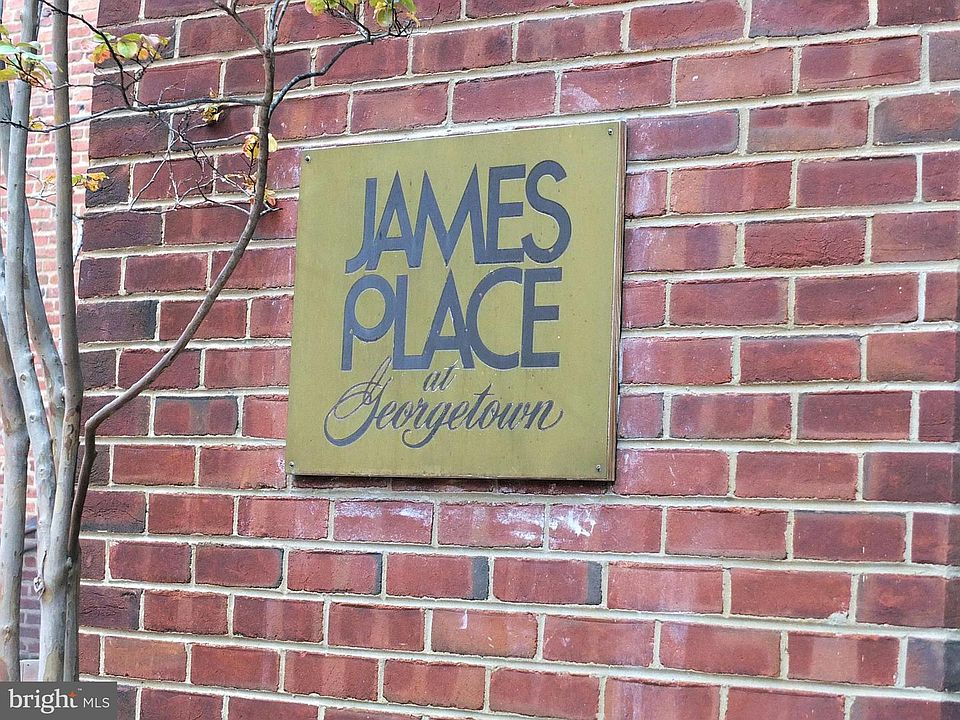 JAMES
PLACE
at
Georgetown
bright MLS